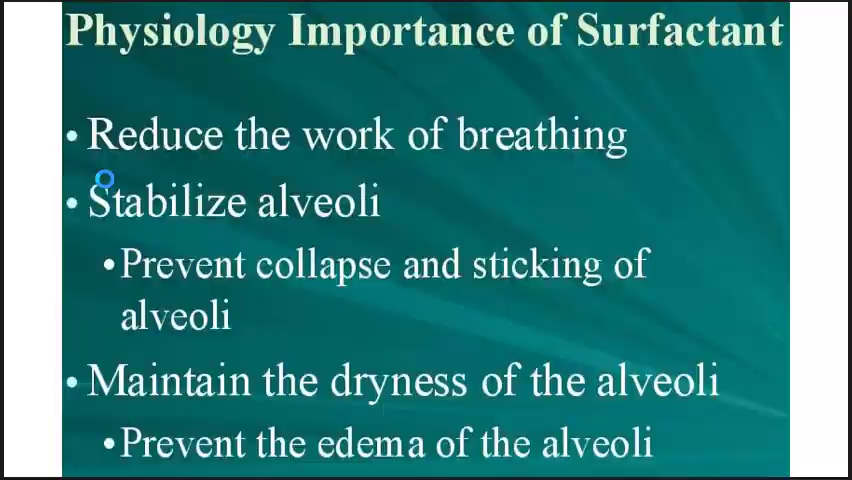 Physiology Importance of Surfactant
• Reduce the work of breathing
• Stabilize alveoli
• Prevent collapse and sticking of
alveoli
• Maintain the dryness of the alveoli
• Prevent the edema of the alveoli